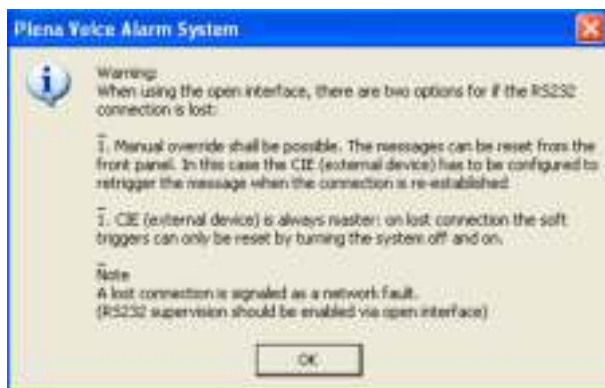 Plena Voice Alarm System
Warning:
When using the open interface, there are two options for if the RS232
connection is lost:
_
1. Manual override shall be possible. The messages can be reset from the
front panel. In this case the CIE (external device) has to be configured to
retrigger the message when the connection is re-established
_
1. CIE (external device) is always master: on lost connection the soft
triggers can only be reset by turning the system off and on.
_
Note
A lost connection is signaled as a network fault.
(RS232 supervision should be enabled via open interface)
OK